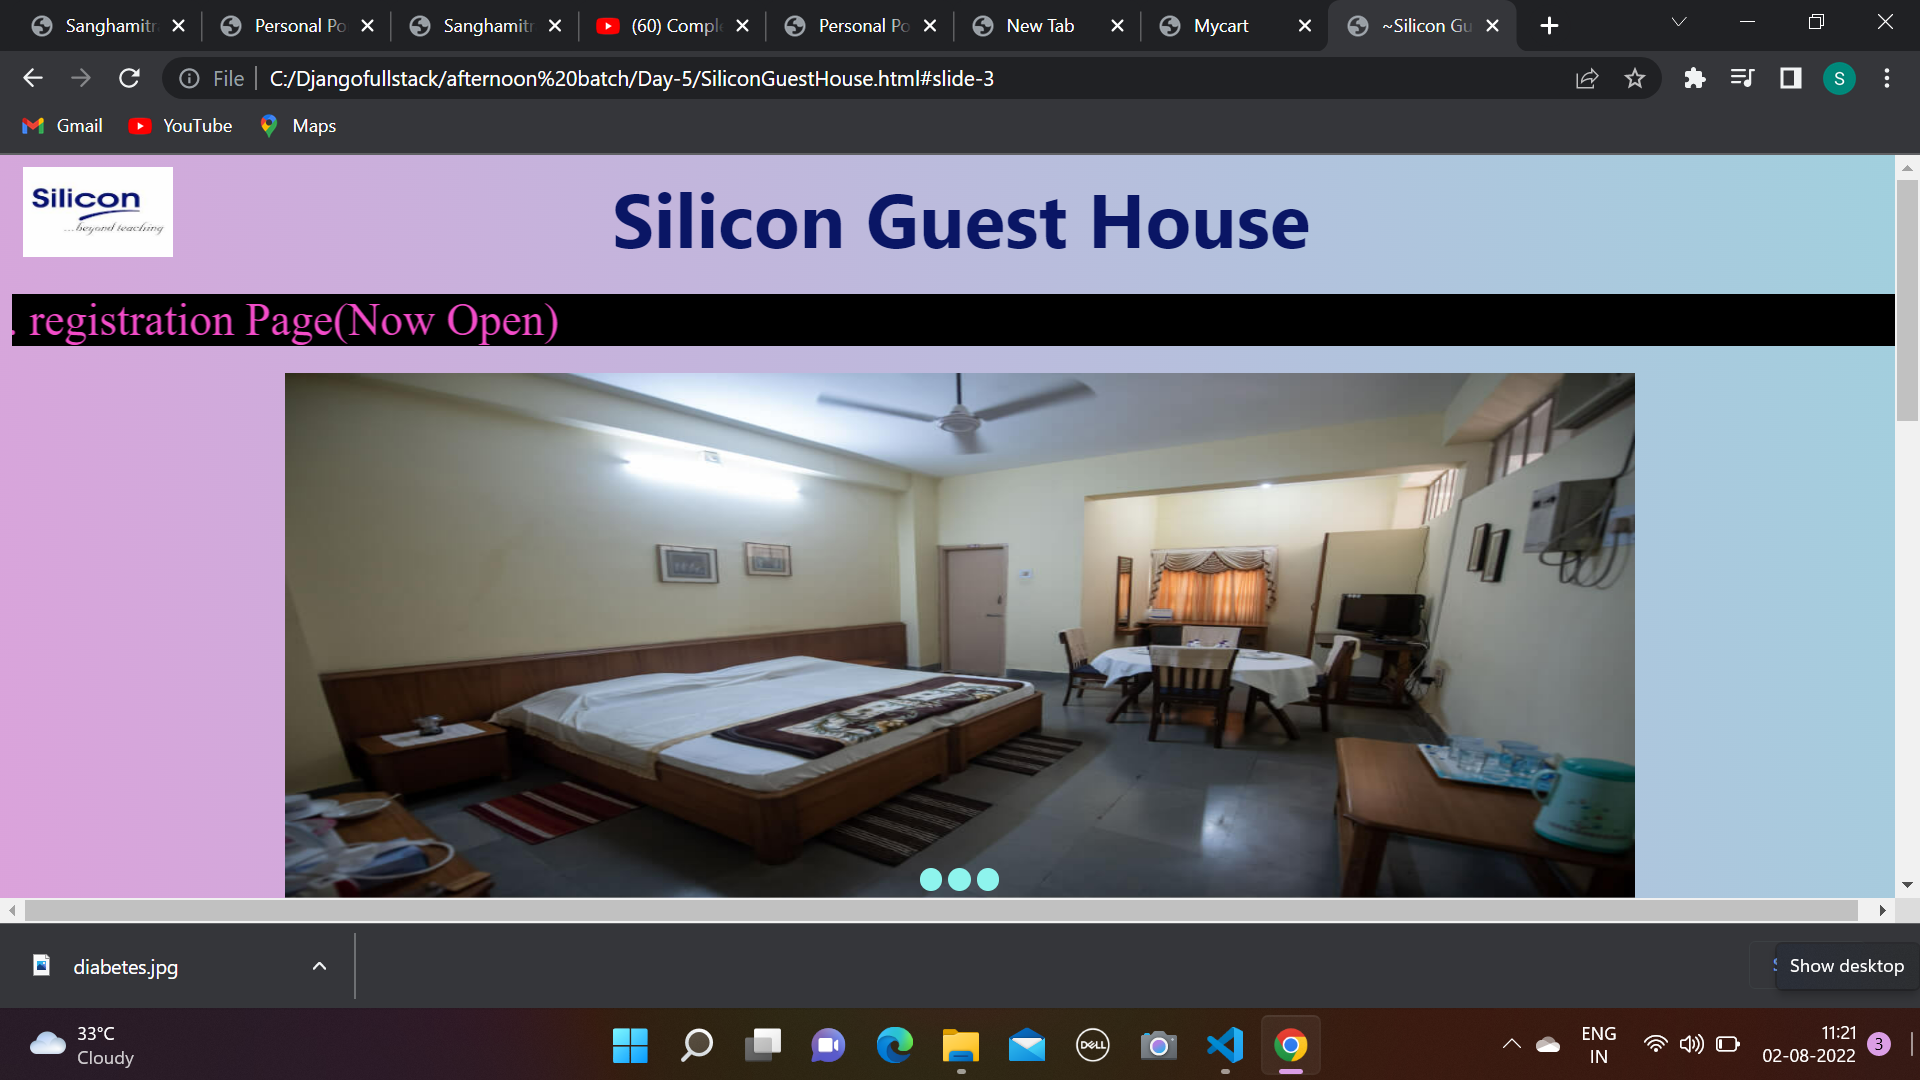 Sanghamitr
Personal Po
Sanghamitr
(60) Comple
Personal Po
New Tab
Mycart
~Silicon Gu
File
C:/Djangofullstack/afternoon%20batch/Day-5/SiliconGuestHouse.html#slide-3
S
Gmail
YouTube
Maps
Silicon
...beyond teaching
Silicon Guest House
. registration Page(Now Open)
diabetes.jpg
Show desktop
33°C
Cloudy
DELL
ENG
IN
11:21
02-08-2022
3